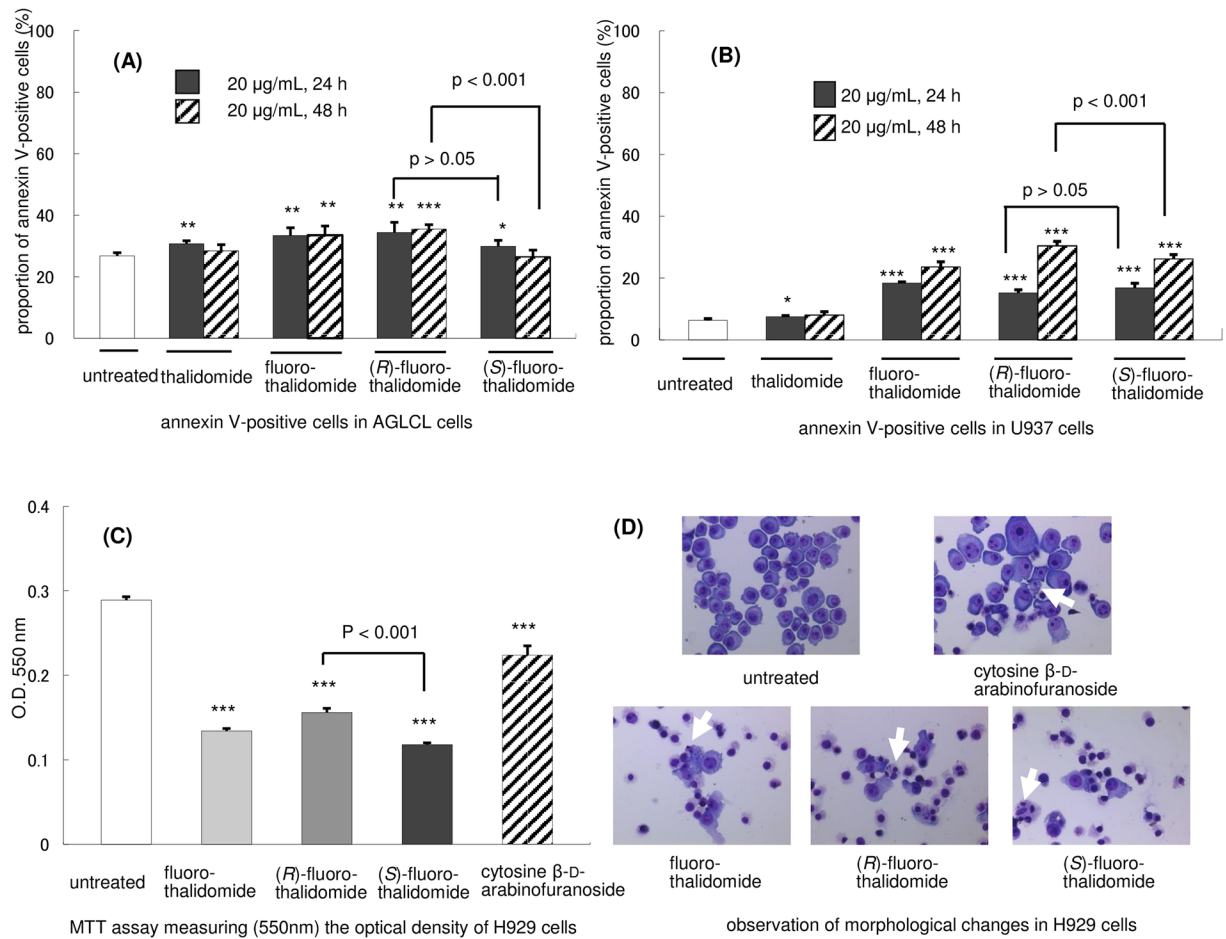 (A)
proportion of annexin V-positive cells (%)
100
80
60
40
20
0
20 µg/mL, 24 h
20 µg/mL, 48 h
p < 0.001
p > 0.05
**
**
**
**
***
*
untreated
thalidomide
fluoro-
thalidomide
(R)-fluoro-
thalidomide
(S)-fluoro-
thalidomide
annexin V-positive cells in AGLCL cells
(B)
proportion of annexin V-positive cells (%)
100
80
60
40
20
0
20 µg/mL, 24 h
20 µg/mL, 48 h
p < 0.001
p > 0.05
*
***
***
***
***
***
***
untreated
thalidomide
fluoro-
thalidomide
(R)-fluoro-
thalidomide
(S)-fluoro-
thalidomide
annexin V-positive cells in U937 cells
(C)
O.D. 550 nm
0.4
0.3
0.2
0.1
0
P < 0.001
***
***
***
***
untreated
fluoro-
thalidomide
(R)-fluoro-
thalidomide
(S)-fluoro-
thalidomide
cytosine β-D-
arabinofuranoside
MTT assay measuring (550nm) the optical density of H929 cells
(D)
untreated
cytosine β-D-
arabinofuranoside
fluoro-
thalidomide
(R)-fluoro-
thalidomide
(S)-fluoro-
thalidomide
observation of morphological changes in H929 cells